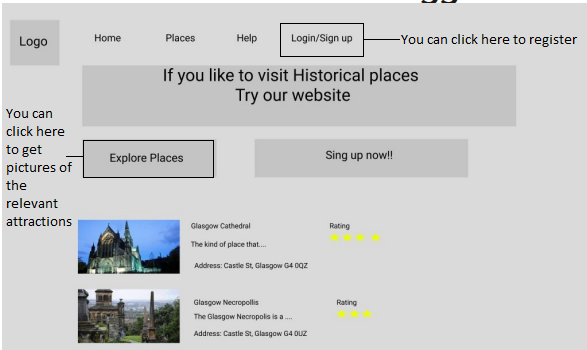 Logo
Home
Places
Help
Login/Sign up
You can click here to register
If you like to visit Historical places
Try our website
You can
click here
to get
pictures of
the
relevant
attractions
Explore Places
Sing up now!!
Glasgow Cathedral
Rating
The kind of place that....
Address: Castle St, Glasgow G4 0QZ
Glasgow Necropollis
Rating
The Glasgow Necropolis is a ....
Address: Castle St, Glasgow G4 0UZ